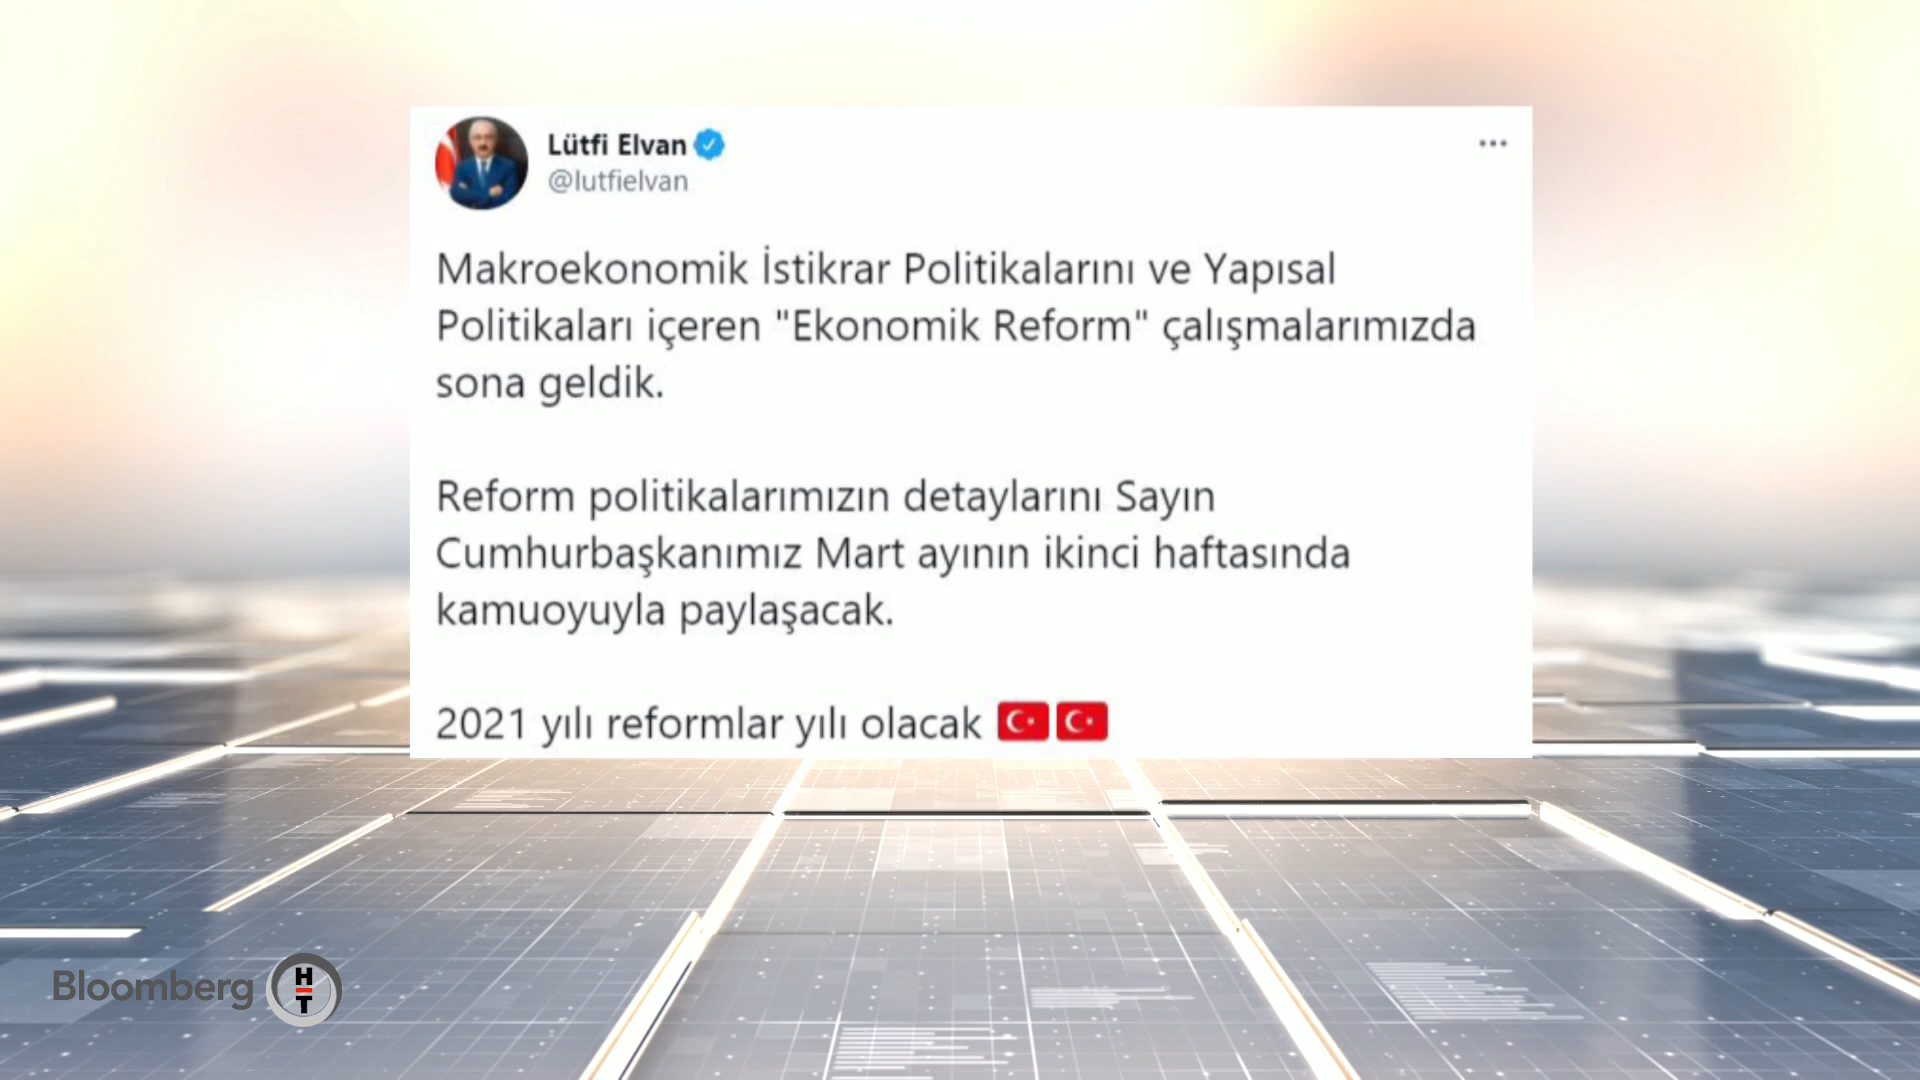 Lütfi Elvan
@lutfielvan
Makroekonomik İstikrar Politikalarını ve Yapısal
Politikaları içeren "Ekonomik Reform" çalışmalarımızda
sona geldik.
Reform politikalarımızın detaylarını Sayın
Cumhurbaşkanımız Mart ayının ikinci haftasında
kamuoyuyla paylaşacak.
2021 yılı reformlar yılı olacak 🇹🇷🇹🇷
Bloomberg HT